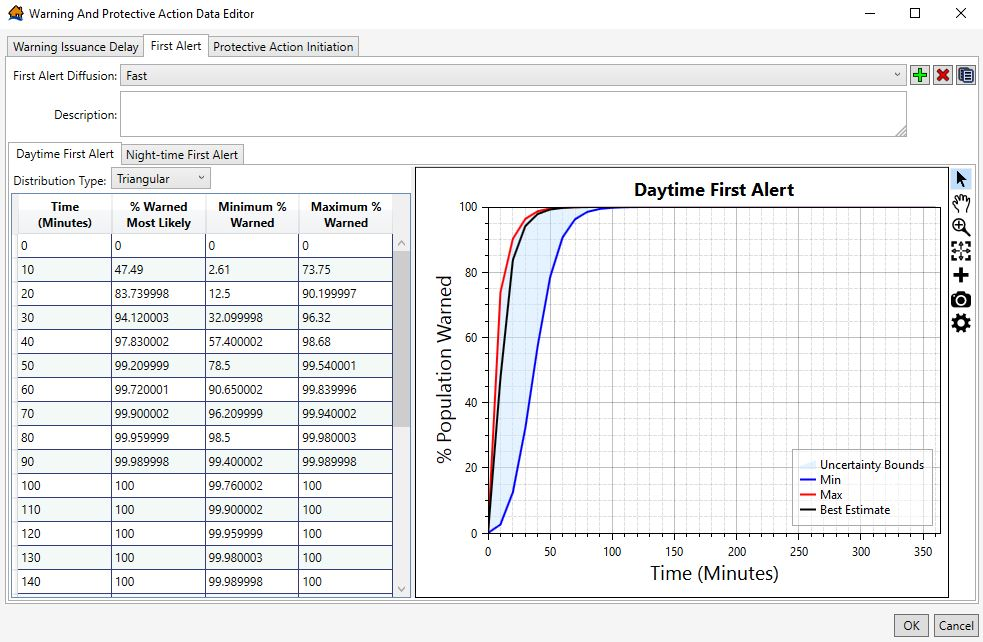 Warning And Protective Action Data Editor
Warning Issuance Delay First Alert Protective Action Initiation
First Alert Diffusion: Fast
Description:
Daytime First Alert Night-time First Alert
Distribution Type: Triangular
Time (Minutes) % Warned Most Likely Minimum % Warned Maximum % Warned
0 0 0 0
10 47.49 2.61 73.75
20 83.739998 12.5 90.199997
30 94.120003 32.099998 96.32
40 97.830002 57.400002 98.68
50 99.209999 78.5 99.540001
60 99.720001 90.650002 99.839996
70 99.900002 96.209999 99.940002
80 99.959999 98.5 99.980003
90 99.989998 99.400002 99.989998
100 100 99.760002 100
110 100 99.900002 100
120 100 99.959999 100
130 100 99.980003 100
140 100 99.989998 100
Daytime First Alert
% Population Warned
100
80
60
40
20
0
0 50 100 150 200 250 300 350
Time (Minutes)
Uncertainty Bounds
Min
Max
Best Estimate
OK Cancel